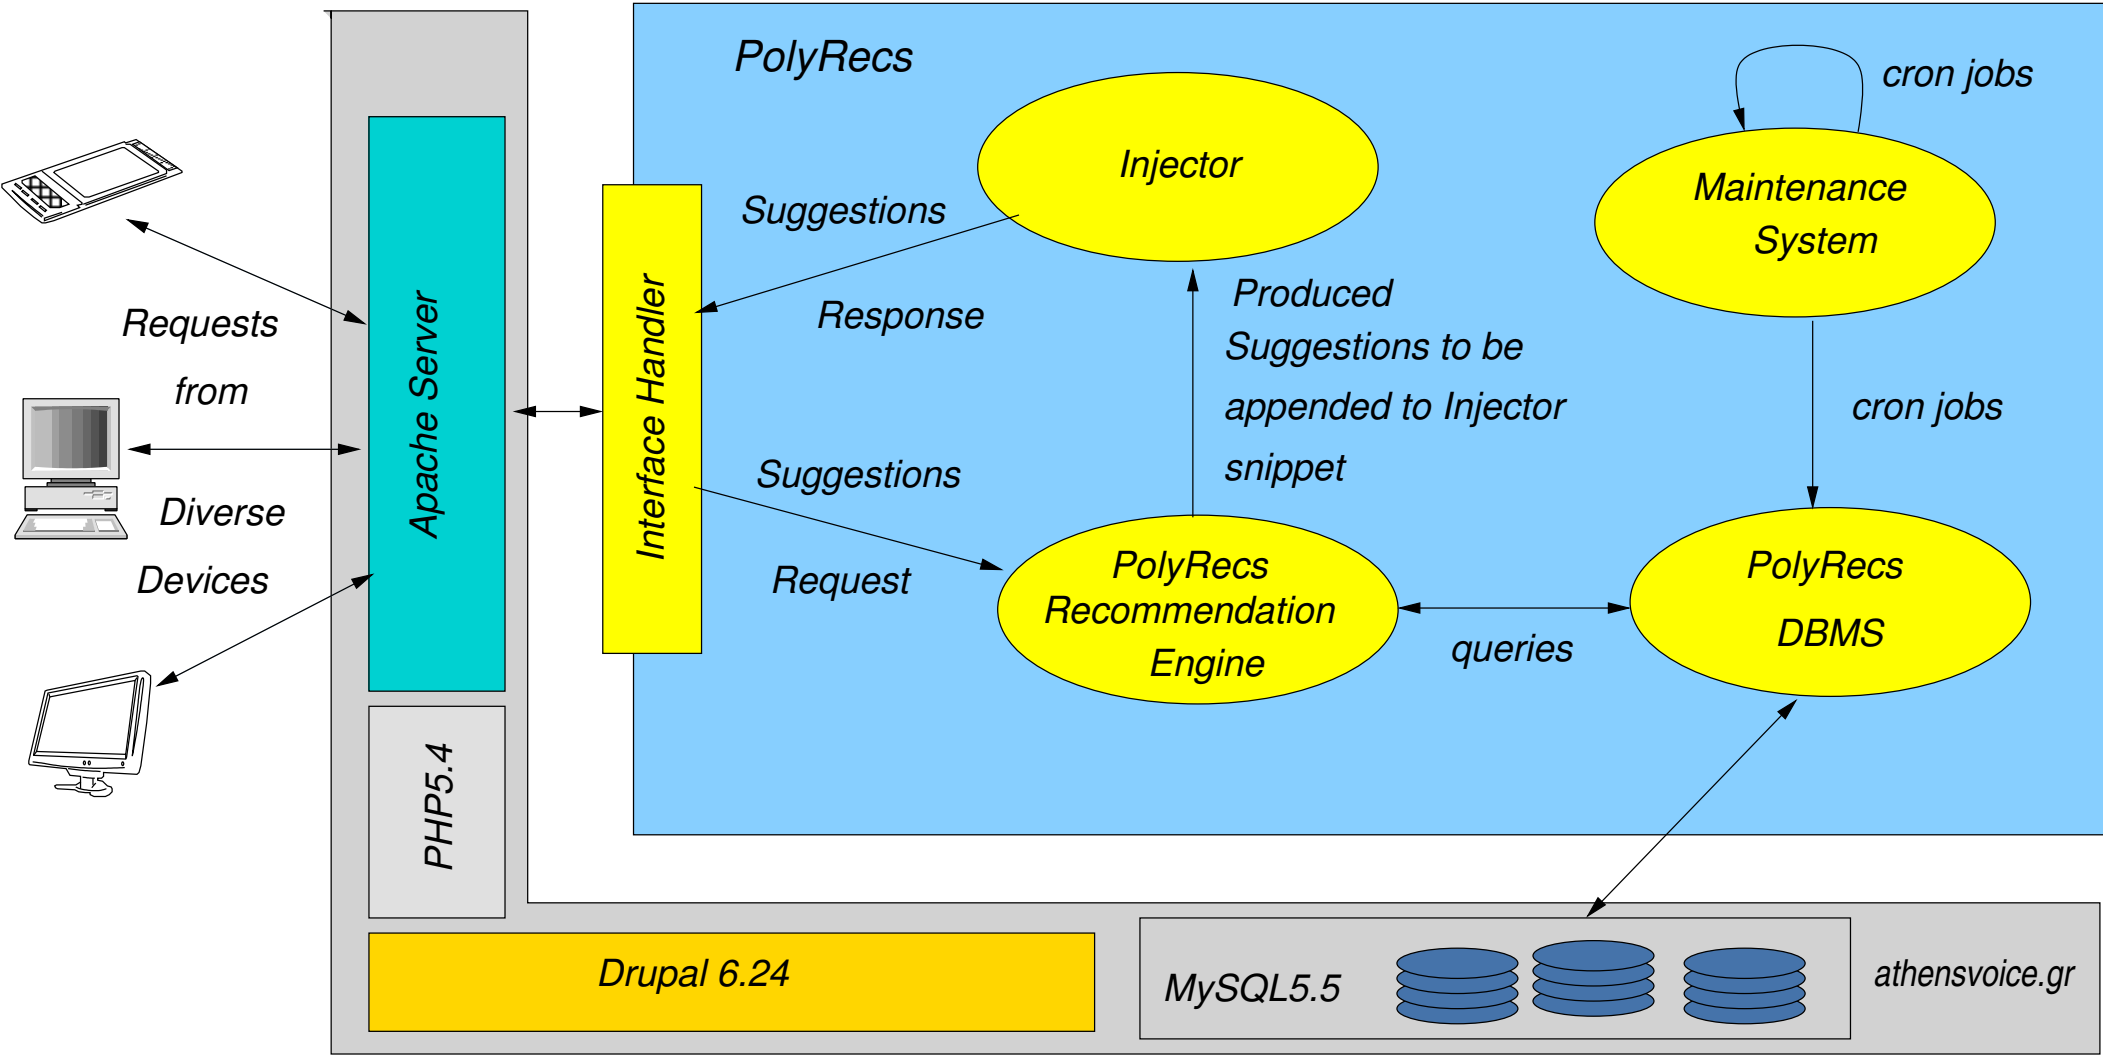 PolyRecs
cron jobs
Injector
Maintenance
System
Suggestions
Response
Produced
Suggestions to be
appended to Injector
snippet
cron jobs
Requests
from
Diverse
Devices
Apache Server
Interface Handler
Suggestions
Request
PolyRecs
Recommendation
Engine
queries
PolyRecs
DBMS
PHP5.4
Drupal 6.24
MySQL5.5
athensvoice.gr